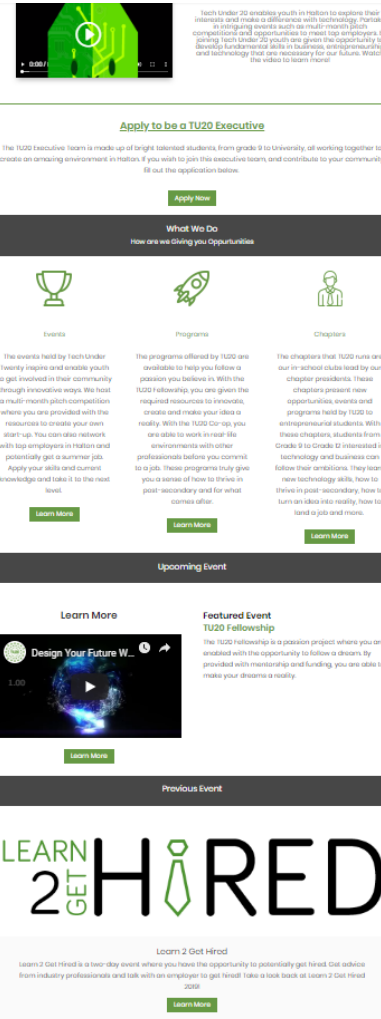 Tech Under 20 enables youth in Halton to explore their
interests and make a difference with technology. Partake
in intriguing events such as multi-month pitch
competitions and opportunities to meet top employers.
joining Tech Under 20 youth are given the opportunity to
develop fundamental skills in business, entrepreneurship
and technology that are necessary for our future. Watch
the video to learn more!
0:00
Apply to be a TU20 Executive
The TU20 Executive Team is made up of bright talented students, from grade 9 to University, all working together to
create an amazing environment in Halton. If you wish to join this executive team, and contribute to your community
fill out the application below.
Apply Now
What We Do
How are we Giving you Opportunities
Events
The events held by Tech Under
Twenty inspire and enable youth
to get involved in their community
through innovative ways. We host
a multi-month pitch competition
where you are provided with the
resources to create your own
start-up. You can also network
with top employers in Halton and
potentially get a summer job.
Apply your skills and current
knowledge and take it to the next
level.
Learn More
Programs
The programs offered by TU20 are
available to help you follow a
passion you believe in. With the
TU20 Fellowship, you are given the
required resources to innovate,
create and make your idea a
reality. With the TU20 Co-op, you
are able to work in real-life
environments with other
professionals before you commit
to a job. These programs truly give
you a sense of how to thrive in
post-secondary and for what
comes after.
Learn More
Chapters
The chapters that TU20 runs are
our in-school clubs lead by our
chapter presidents. These
chapters present new
opportunities, events and
programs held by TU20 to
entrepreneurial students. With
these chapters, students from
Grade 9 to Grade 12 interested in
technology and business can
follow their ambitions. They learn
new technology skills, how to
thrive in post-secondary, how to
turn an idea into reality, how to
land a job and more.
Learn More
Upcoming Event
Learn More
Design Your Future W...
1.00
Learn More
Featured Event
TU20 Fellowship
The TU20 Fellowship is a passion project where you are
enabled with the opportunity to follow a dream. By
provided with mentorship and funding, you are able to
make your dreams a reality.
Previous Event
LEARN 2 GET HIRED
Learn 2 Get Hired
Learn 2 Get Hired is a two-day event where you have the opportunity to potentially get hired. Get advice
from industry professionals and talk with an employer to get hired! Take a look back at Learn 2 Get Hired
2019!
Learn More